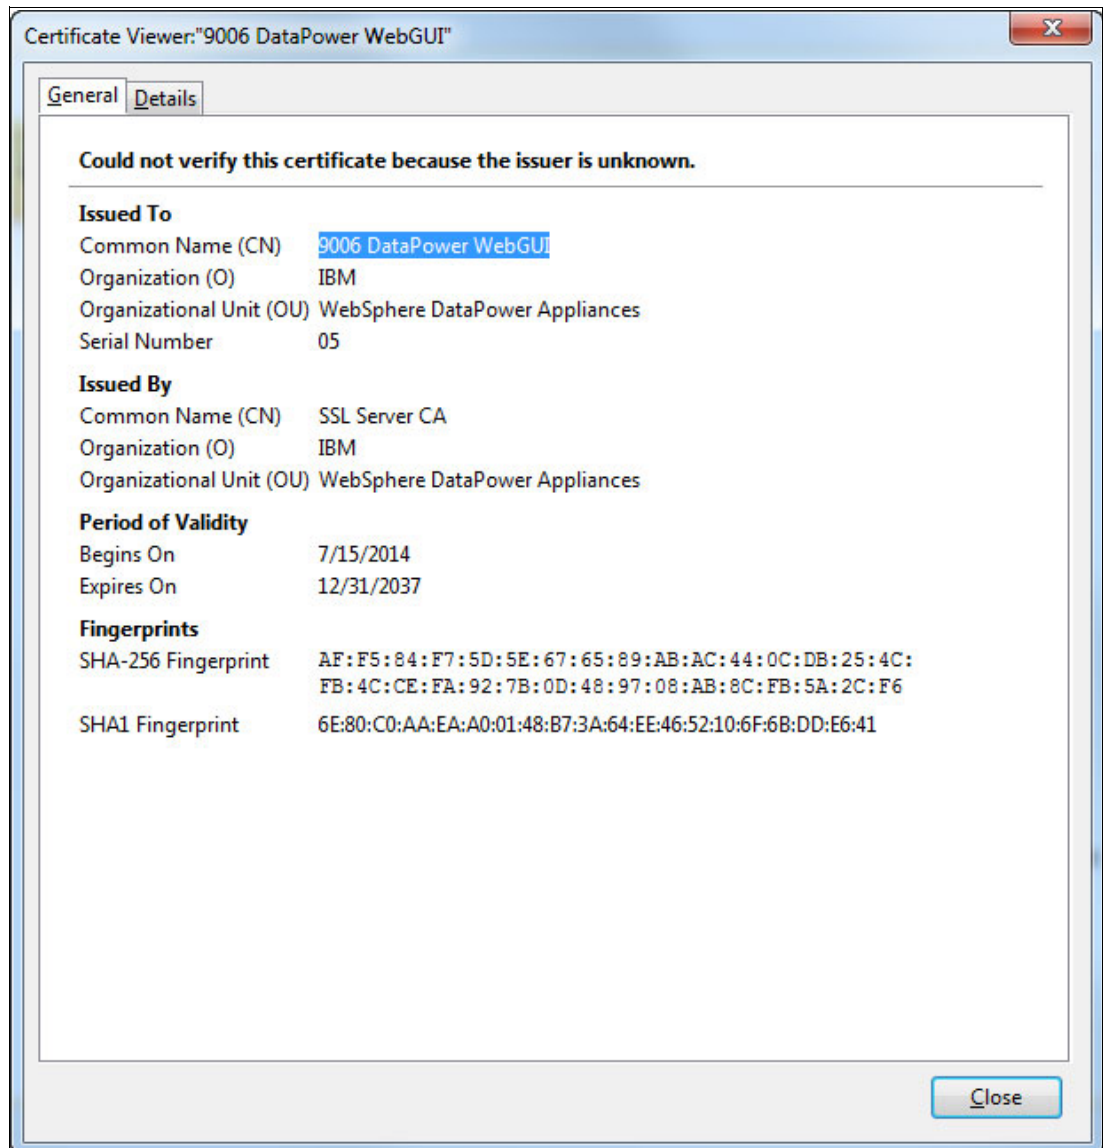 Certificate Viewer:"9006 DataPower WebGUI"
General Details
Could not verify this certificate because the issuer is unknown.
Issued To
Common Name (CN) 9006 DataPower WebGUI
Organization (O) IBM
Organizational Unit (OU) WebSphere DataPower Appliances
Serial Number 05
Issued By
Common Name (CN) SSL Server CA
Organization (O) IBM
Organizational Unit (OU) WebSphere DataPower Appliances
Period of Validity
Begins On 7/15/2014
Expires On 12/31/2037
Fingerprints
SHA-256 Fingerprint AF:F5:84:F7:5D:5E:67:65:89:AB:AC:44:0C:DB:25:4C:
FB:4C:CE:FA:92:7B:0D:48:97:08:AB:8C:FB:5A:2C:F6
SHA1 Fingerprint 6E:80:C0:AA:EA:A0:01:48:B7:3A:64:EE:46:52:10:6F:6B:DD:E6:41
Close